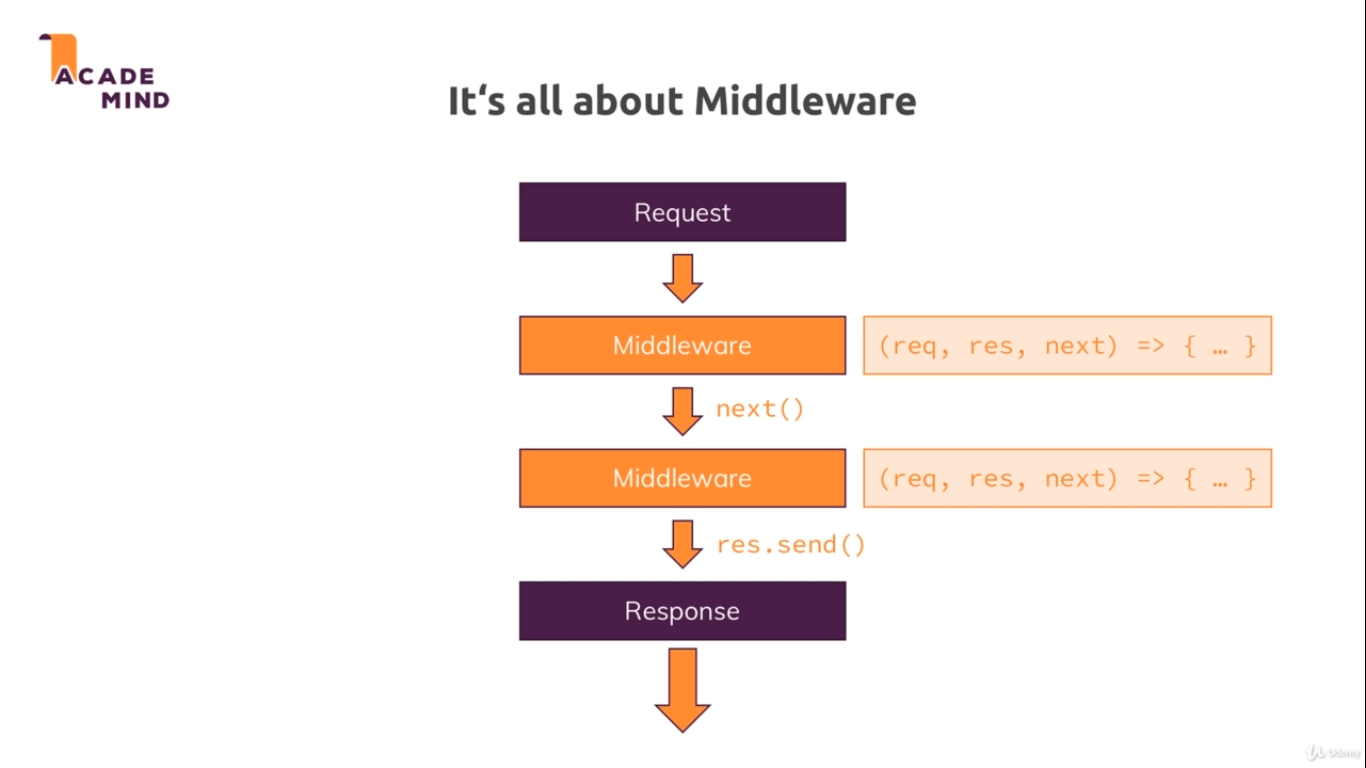 ACADE
MIND
It‘s all about Middleware
Request
Middleware
(req, res, next) => { … }
next()
Middleware
(req, res, next) => { … }
res.send()
Response
Udemy